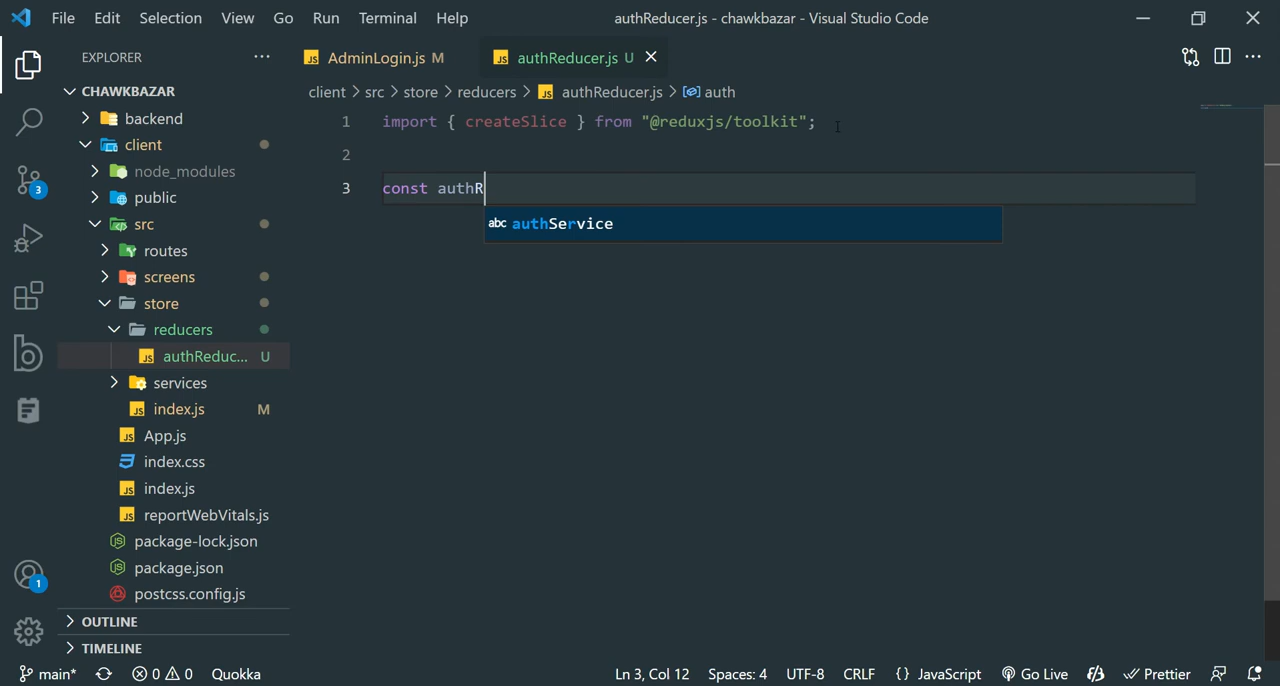 File Edit Selection View Go Run Terminal Help
authReducer.js - chawkbazar - Visual Studio Code
EXPLORER
AdminLogin.js M
authReducer.js U
CHAWKBAZAR
client > src > store > reducers > authReducer.js > auth
backend
client
node_modules
public
src
routes
screens
store
reducers
authReduc... U
services
index.js M
App.js
index.css
index.js
reportWebVitals.js
package-lock.json
package.json
postcss.config.js
OUTLINE
TIMELINE
3
1
1 import { createSlice } from "@reduxjs/toolkit";
2
3 const authR
abc authService
main* 0 0 Quokka Ln 3, Col 12 Spaces: 4 UTF-8 CRLF {} JavaScript Go Live Prettier